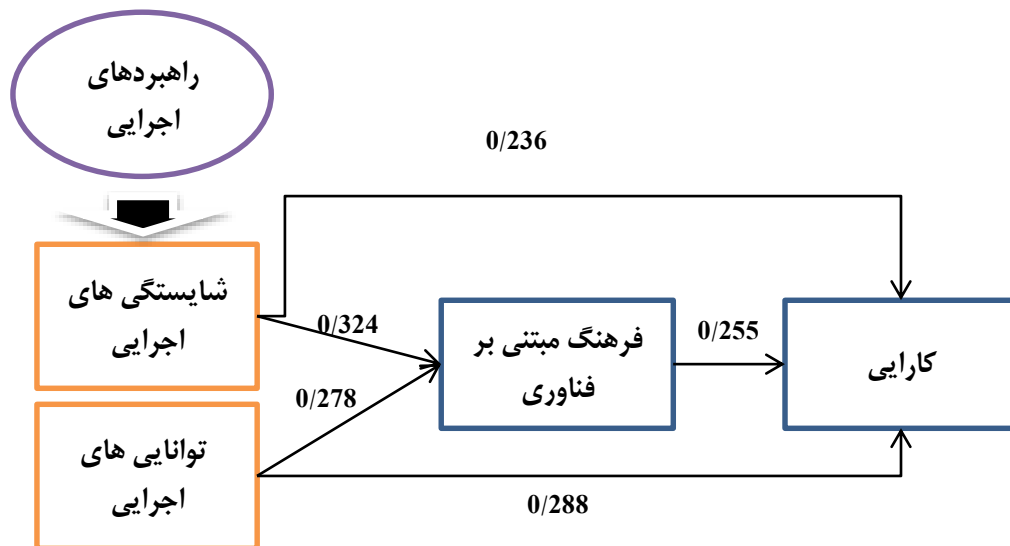 راهبردهای
اجرایی
0/236
شایستگی های
اجرایی
0/324
فرهنگ مبتنی بر
فناوری
0/255
کارایی
0/278
توانایی های
اجرایی
0/288